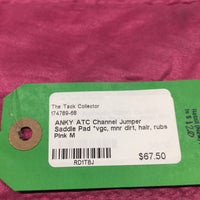 The Tack Collector
174789-68
ANKY ATC Channel Jumper
Saddle Pad *vgc, mnr dirt, hair, rubs
Pink M
RD1T8J
$67.50